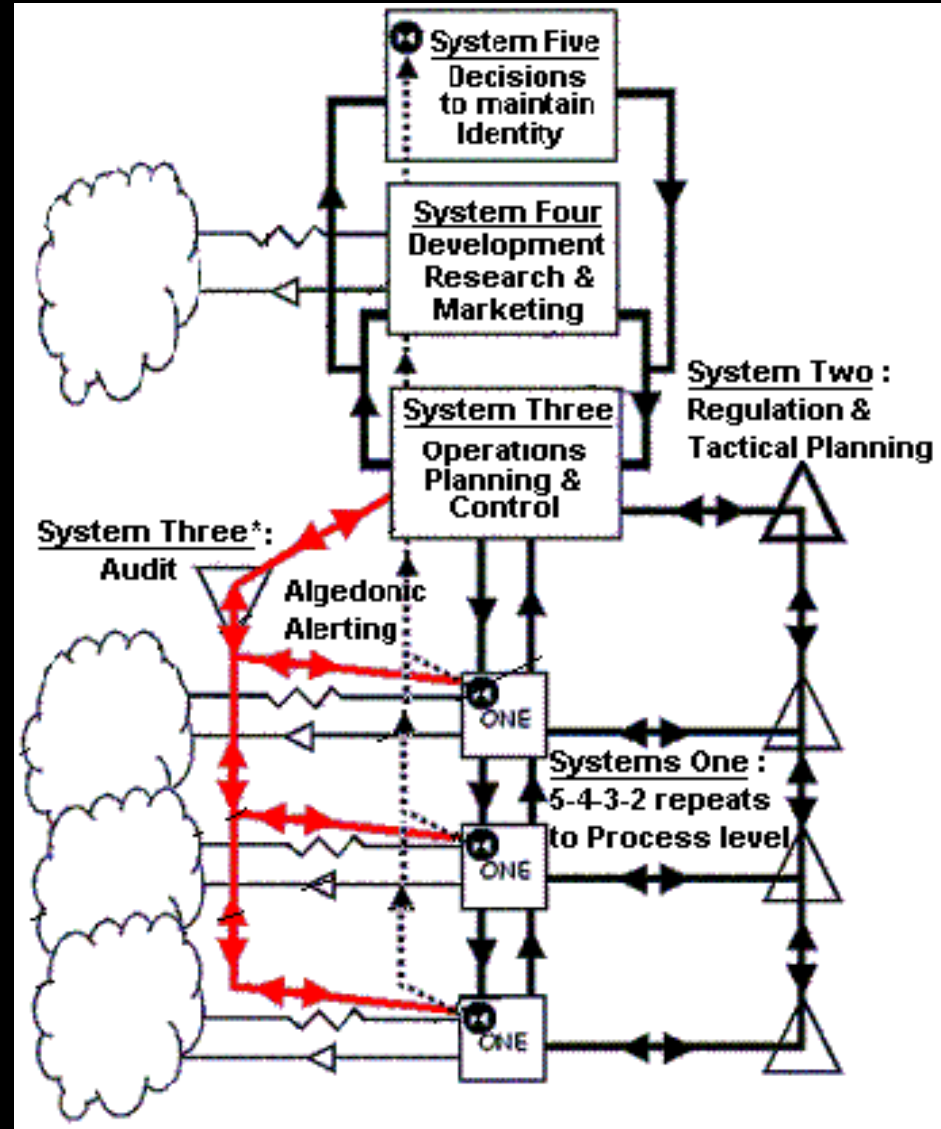 System Five
Decisions
to maintain
Identity
System Four
Development
Research &
Marketing
System Two :
Regulation &
Tactical Planning
System Three
Operations
Planning &
Control
System Three*:
Audit
Algedonic
Alerting
ONE
Systems One :
5-4-3-2 repeats
to Process level
ONE
ONE